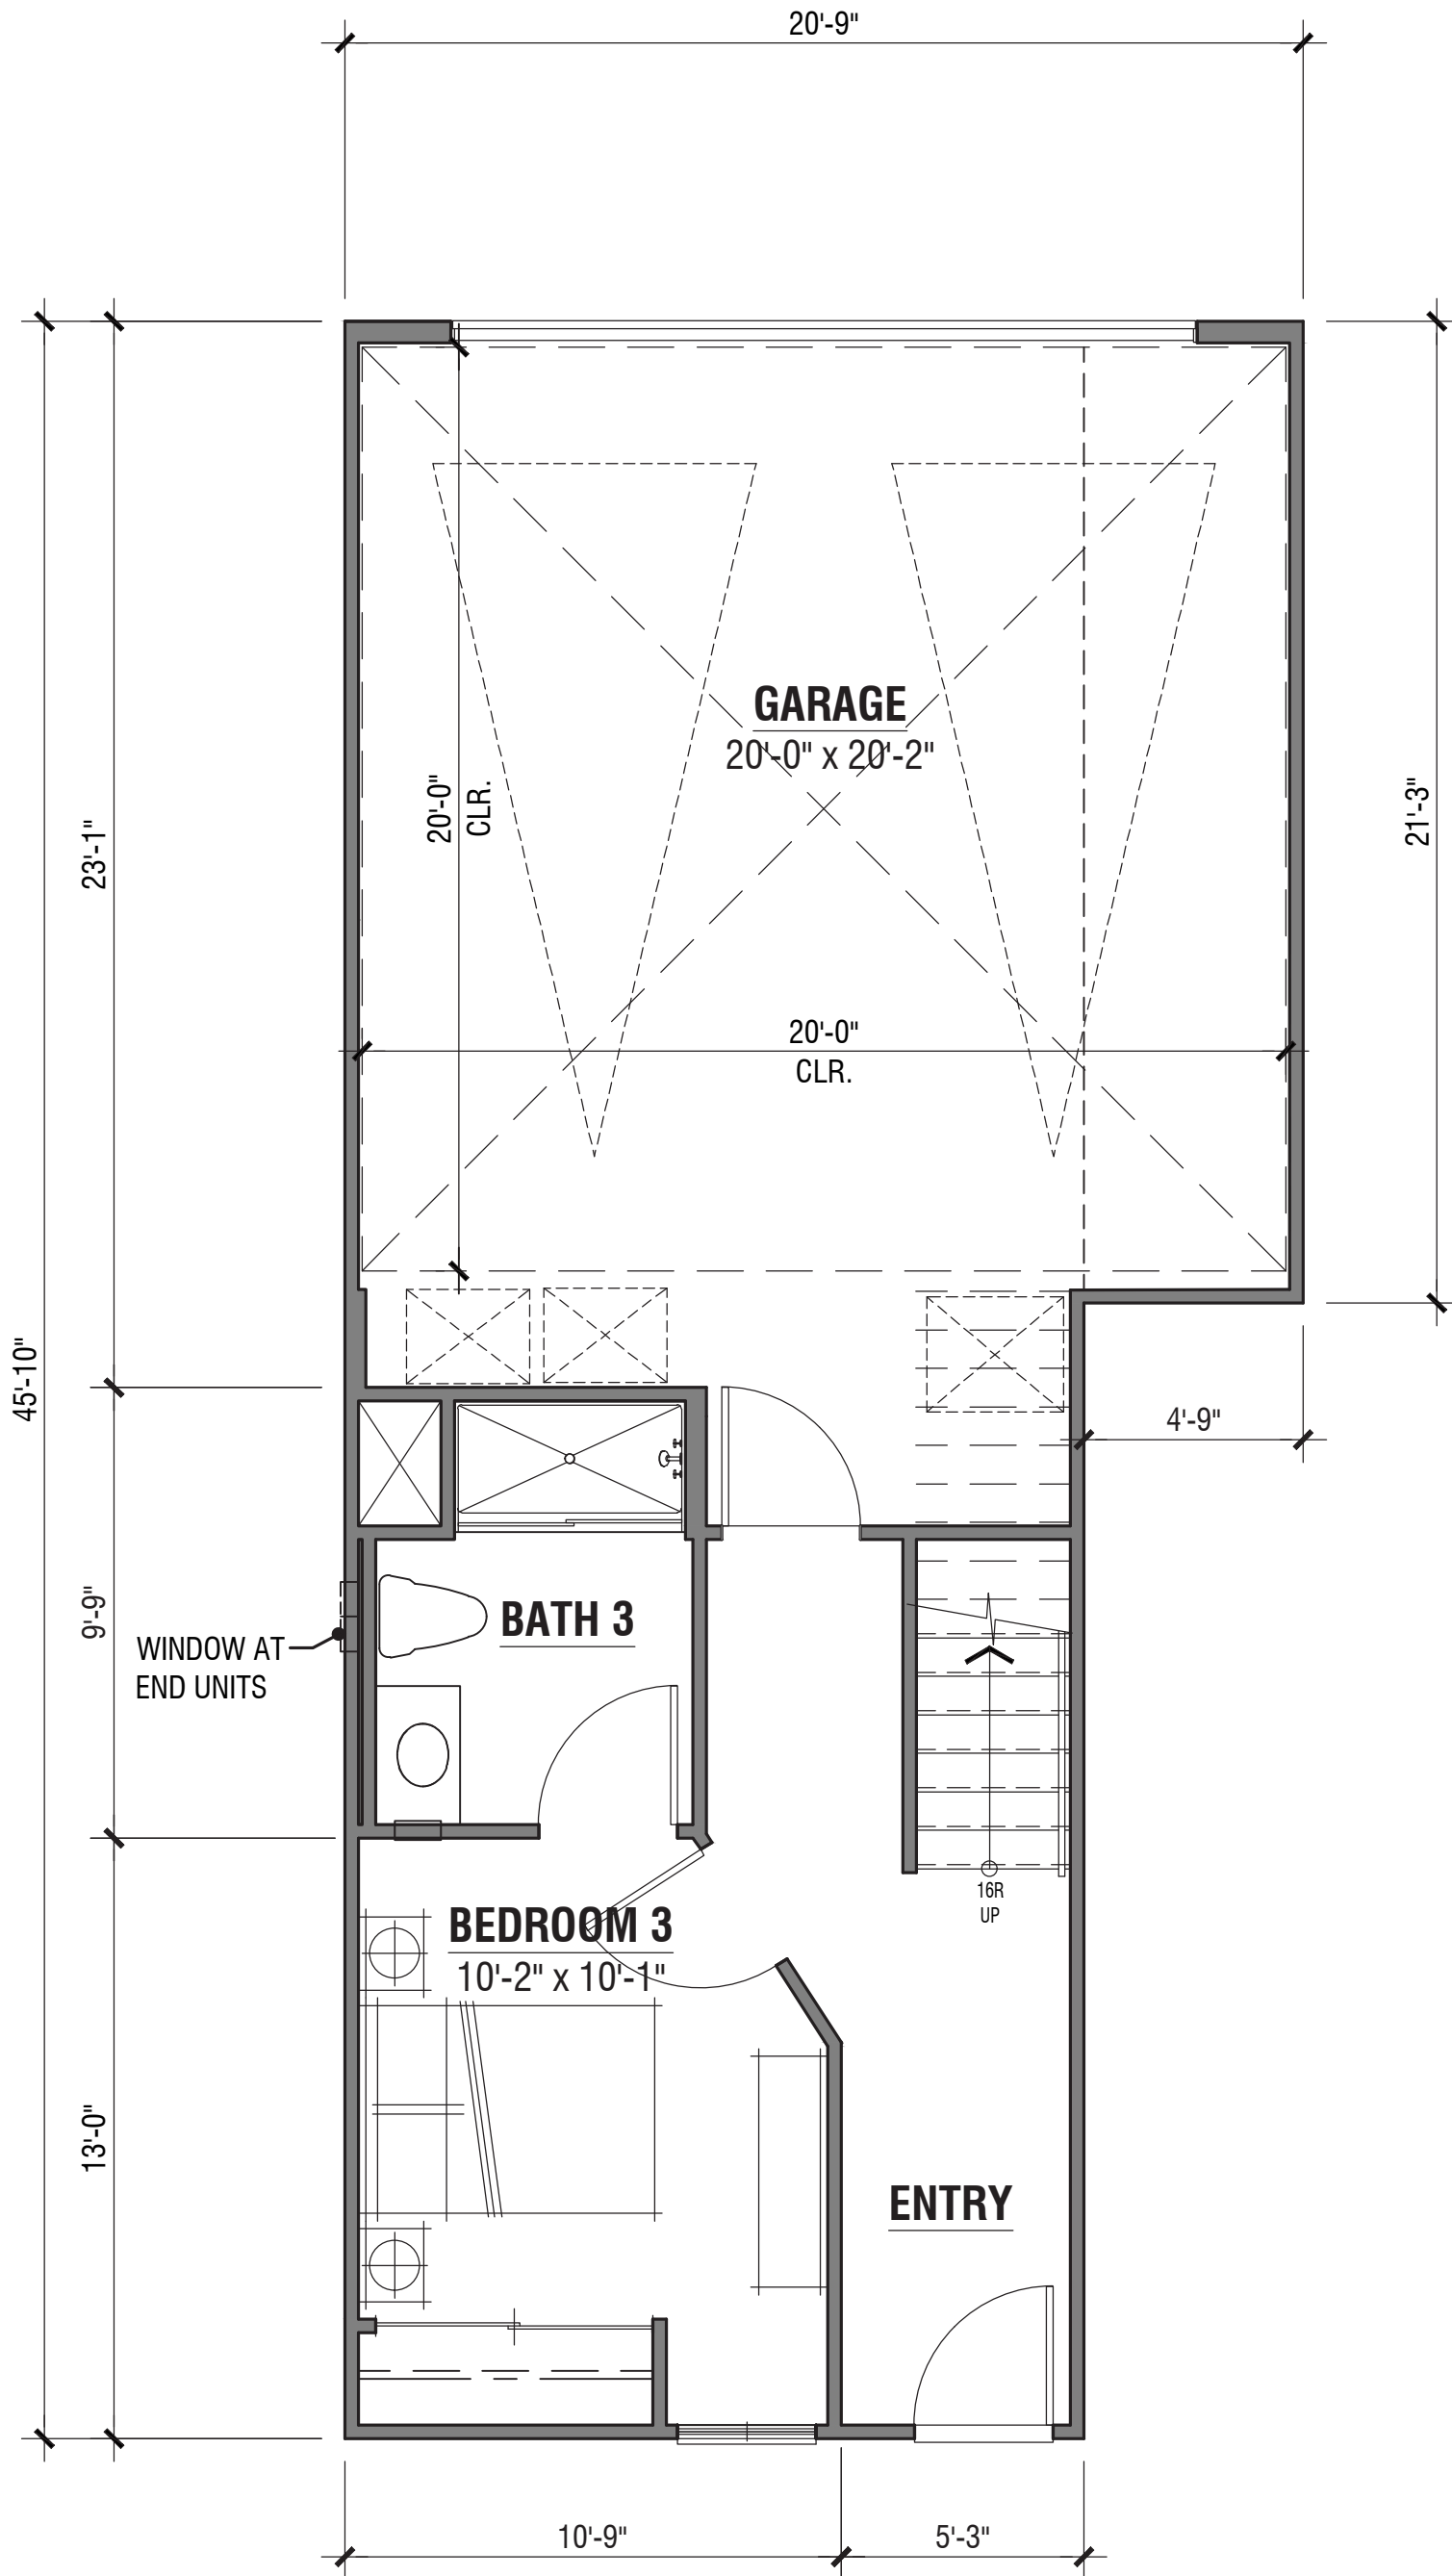 20'-9"
GARAGE
20'-0" x 20'-2"
20'-0"
CLR.
23'-1"
21'-3"
20'-0"
CLR.
45'-10"
4'-9"
9'-9"
BATH 3
WINDOW AT
END UNITS
16R
UP
BEDROOM 3
10'-2" x 10'-1"
13'-0"
ENTRY
10'-9"
5'-3"